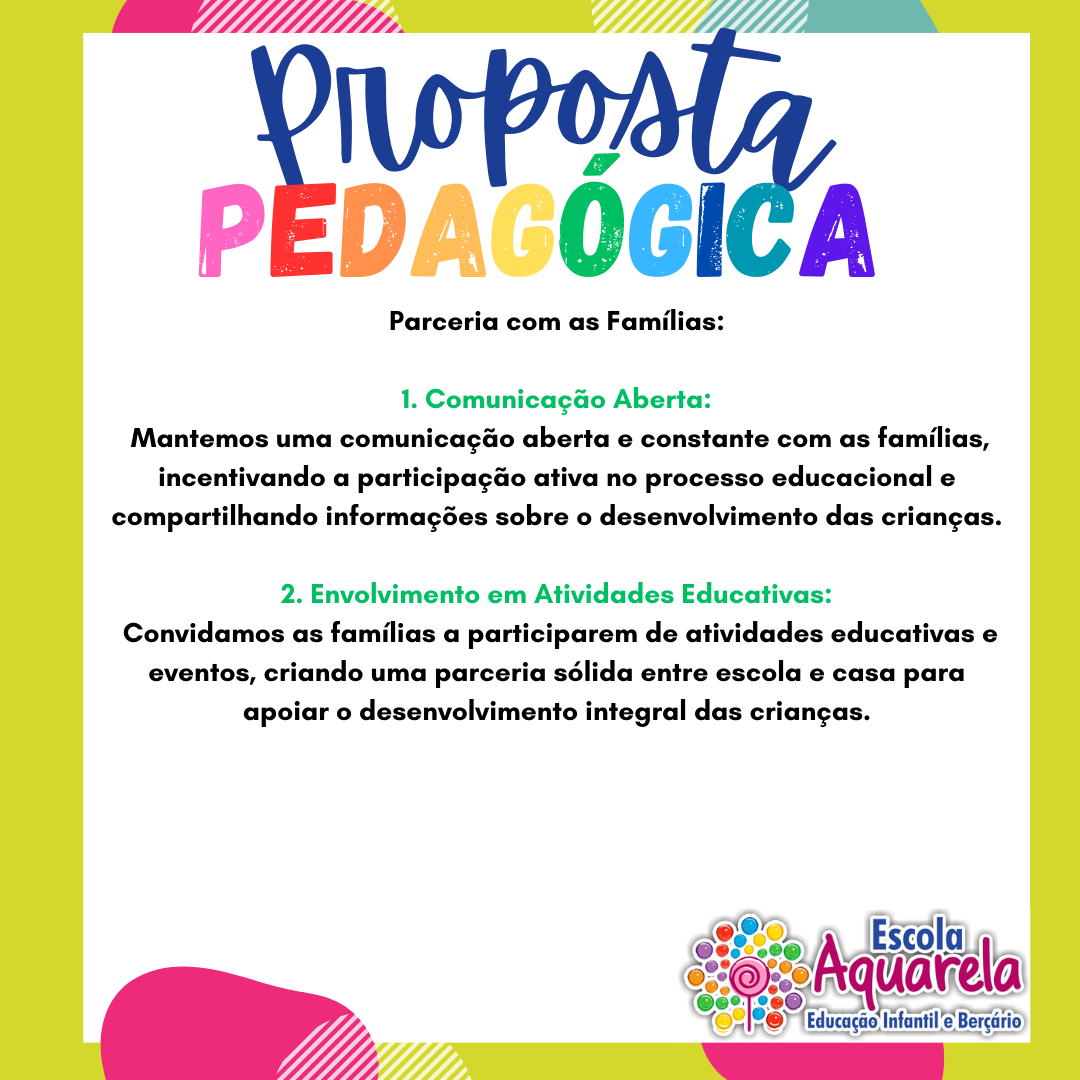 Proposta
PEDAGÓGICA
Parceria com as Famílias:
1. Comunicação Aberta:
Mantemos uma comunicação aberta e constante com as famílias,
incentivando a participação ativa no processo educacional e
compartilhando informações sobre o desenvolvimento das crianças.
2. Envolvimento em Atividades Educativas:
Convidamos as famílias a participarem de atividades educativas e
eventos, criando uma parceria sólida entre escola e casa para
apoiar o desenvolvimento integral das crianças.
Escola
Aquarela
Educação Infantil e Berçário